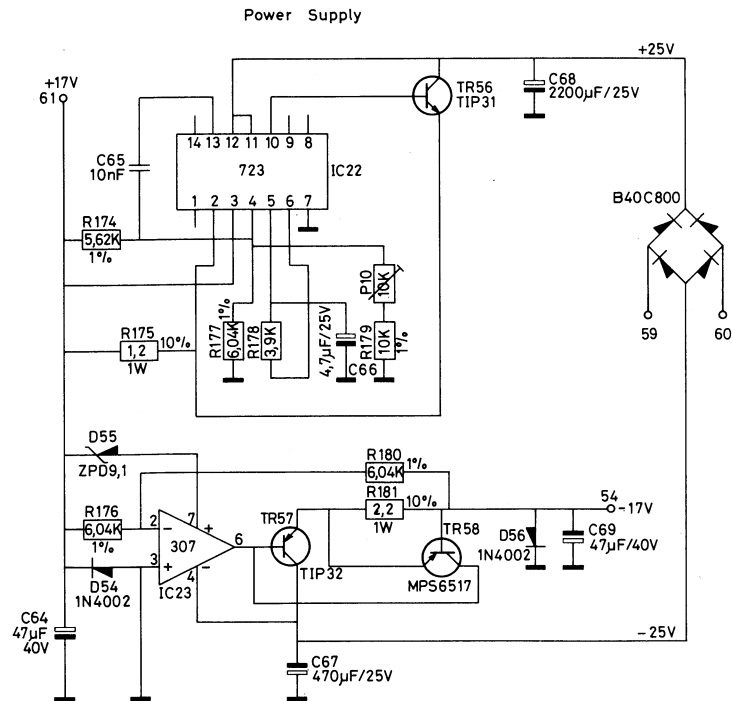 Power Supply
+25V
+17V
61
C68
2200µF/25V
TR56
TIP31
14 13 12 11 10 9 8
C65
10nF
723
IC22
1 2 3 4 5 6 7
B40C800
R174
5,62K
1%
P10
10K
R177
6,04K
1%
R178
3,9K
4,7µF/25V
C66
R179
10K
1%
59
60
R175
1,2
10%
1W
D55
ZPD9,1
R180
6,04K
1%
R181
2,2
10%
1W
54
-17V
R176
6,04K
1%
2
-
7
+
307
3
+
4
-
6
IC23
TR57
TIP32
TR58
MPS6517
D56
1N4002
C69
47µF/40V
D54
1N4002
C64
47µF
40V
-25V
C67
470µF/25V